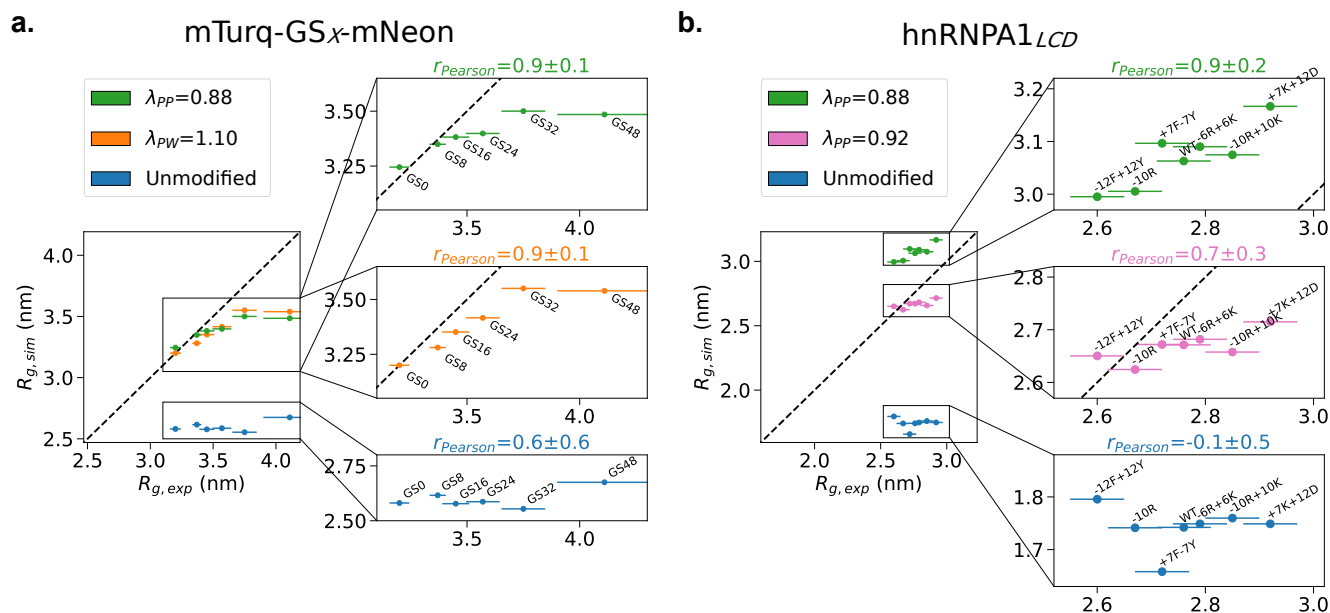 a.
mTurq-GSX-mNeon
λPP=0.88
λPW=1.10
Unmodified
rPearson=0.9±0.1
3.50
3.25
GS0
GS8
GS16
GS24
GS32
GS48
3.5
4.0
Rg,sim (nm)
4.0
3.5
3.0
2.5
2.5
3.0
3.5
4.0
Rg,exp (nm)
rPearson=0.9±0.1
3.50
3.25
GS0
GS8
GS16
GS24
GS32
GS48
3.5
4.0
rPearson=0.6±0.6
2.75
2.50
GS0
GS8
GS16
GS24
GS32
GS48
3.5
4.0
b.
hnRNPA1LCD
λPP=0.88
λPP=0.92
Unmodified
rPearson=0.9±0.2
3.2
3.1
3.0
-12F+12Y
-10R
+7F-7Y
WT
-6R+6K
-10R+10K
+7K+12D
2.6
2.8
3.0
Rg,sim (nm)
3.0
2.5
2.0
2.0
2.5
3.0
Rg,exp (nm)
rPearson=0.7±0.3
2.8
2.7
2.6
-12F+12Y
-10R
+7F-7Y
WT
-6R+6K
-10R+10K
+7K+12D
2.6
2.8
3.0
rPearson=-0.1±0.5
1.8
1.7
-12F+12Y
-10R
+7F-7Y
WT
-6R+6K
-10R+10K
+7K+12D
2.6
2.8
3.0